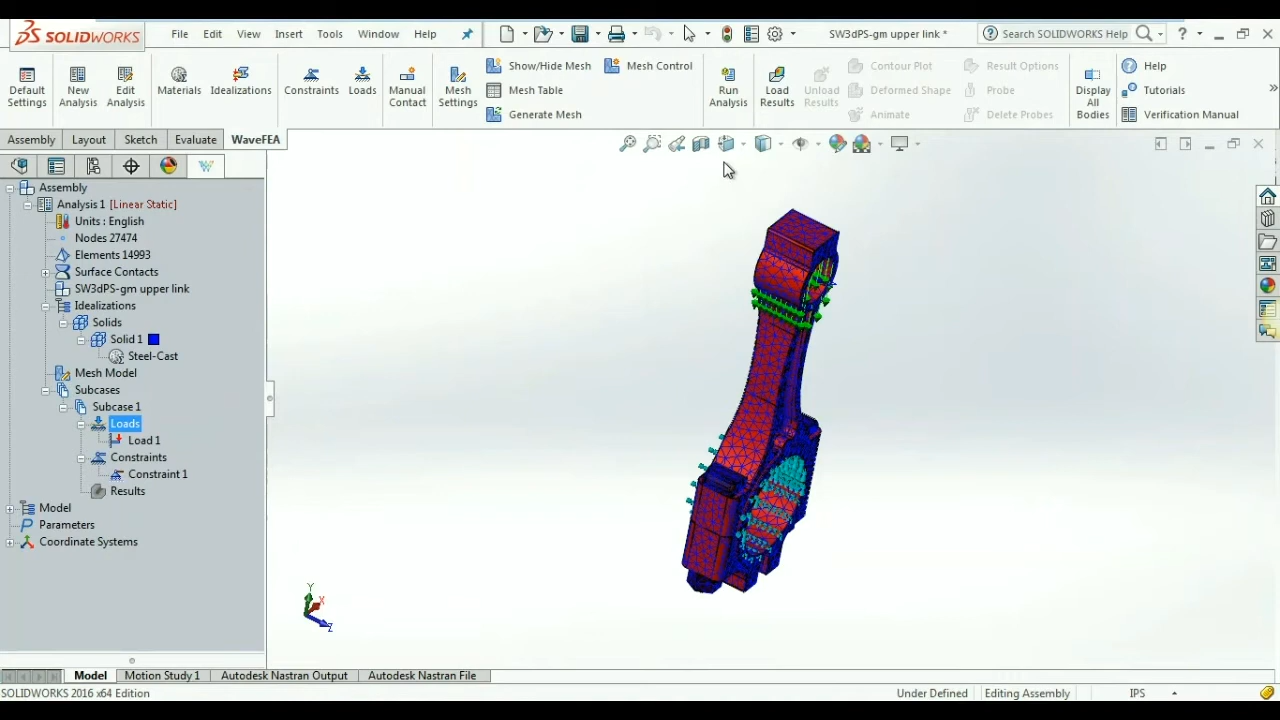 SOLIDWORKS
File Edit View Insert Tools Window Help
SW3dPS-gm upper link *
Search SOLIDWORKS Help
?
Default Settings
New Analysis
Edit Analysis
Materials
Idealizations
Constraints
Loads
Manual Contact
Mesh Settings
Show/Hide Mesh
Mesh Control
Mesh Table
Generate Mesh
Run Analysis
Load Results
Unload Results
Contour Plot
Deformed Shape
Animate
Result Options
Probe
Delete Probes
Display All Bodies
Help
Tutorials
Verification Manual
Assembly Layout Sketch Evaluate WaveFEA
Assembly
Analysis 1 [Linear Static]
Units : English
Nodes 27474
Elements 14993
Surface Contacts
SW3dPS-gm upper link
Idealizations
Solids
Solid 1
Steel-Cast
Mesh Model
Subcases
Subcase 1
Loads
Load 1
Constraints
Constraint 1
Results
Model
Parameters
Coordinate Systems
Y
X
Z
Model Motion Study 1 Autodesk Nastran Output Autodesk Nastran File
SOLIDWORKS 2016 x64 Edition
Under Defined Editing Assembly IPS